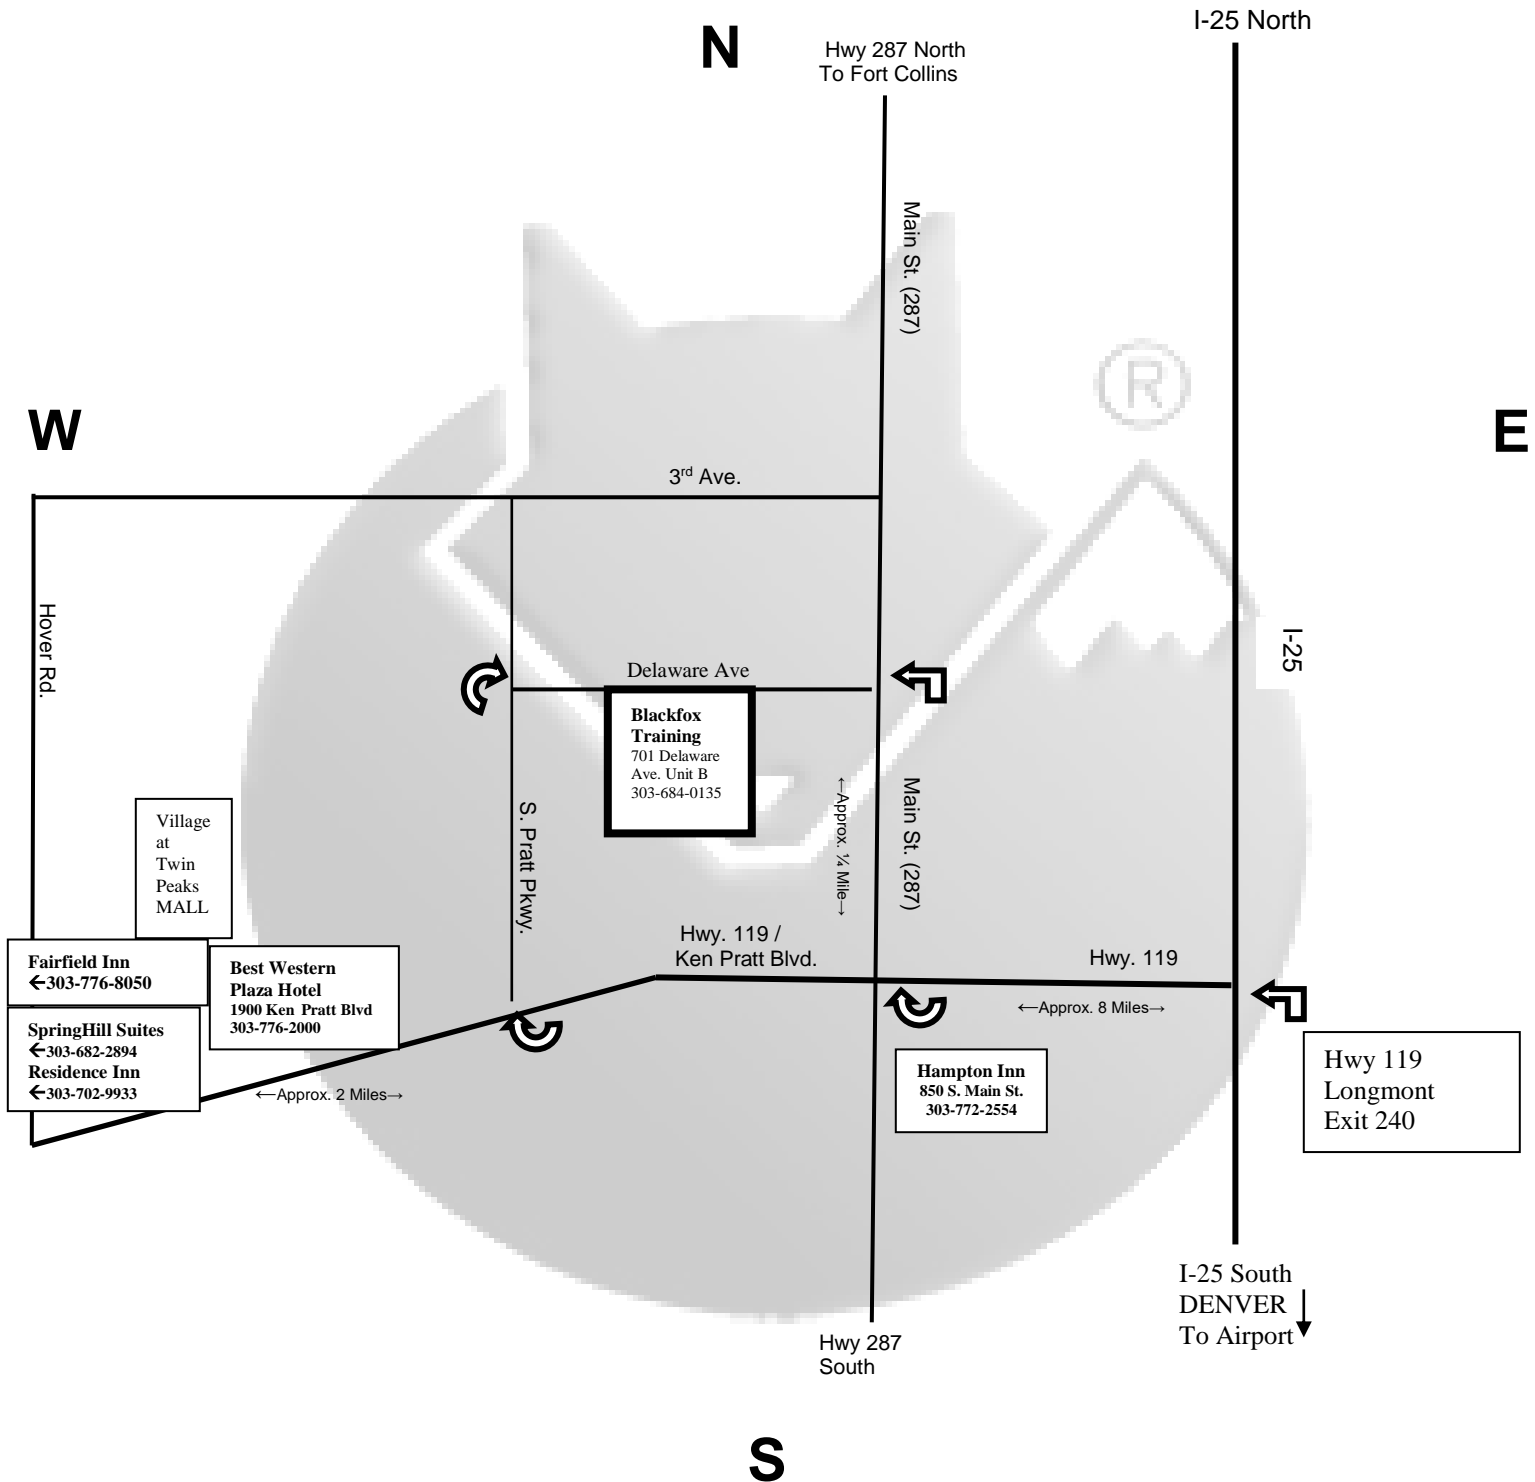 I-25 North
N
Hwy 287 North
To Fort Collins
Main St. (287)
®
W
E
3rd Ave.
Hover Rd.
I-25
Delaware Ave
Blackfox
Training
701 Delaware
Ave. Unit B
303-684-0135
S. Pratt Pkwy.
←Approx. ¼ Mile→
Main St. (287)
Village
at
Twin
Peaks
MALL
Hwy. 119 /
Ken Pratt Blvd.
Hwy. 119
Fairfield Inn
←303-776-8050
Best Western
Plaza Hotel
1900 Ken Pratt Blvd
303-776-2000
←Approx. 8 Miles→
SpringHill Suites
←303-682-2894
Residence Inn
←303-702-9933
←Approx. 2 Miles→
Hampton Inn
850 S. Main St.
303-772-2554
Hwy 119
Longmont
Exit 240
I-25 South
DENVER
To Airport
Hwy 287
South
S